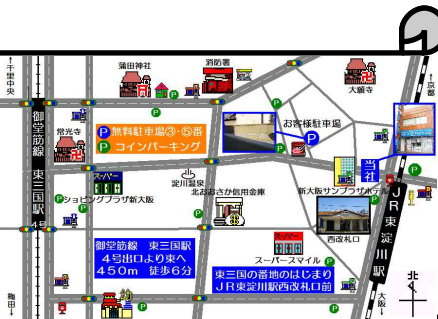 蒲田神社
消防署
大願寺
↑千里中央
↑京都
御堂筋線 東三国駅
常光寺
P無料駐車場③・⑤番
Pコインパーキング
お客様駐車場
P
当社
スーパー
ショッピングプラザ新大阪
淀川温泉
北おおさか信用金庫
新大阪サンプラザホテル
JR東淀川駅
4号
西改札口
御堂筋線 東三国駅
4号出口より東へ
450m 徒歩6分
スーパー
スーパースマイル
東三国の番地のはじまり
JR東淀川駅西改札口前
北
梅田→
大阪→